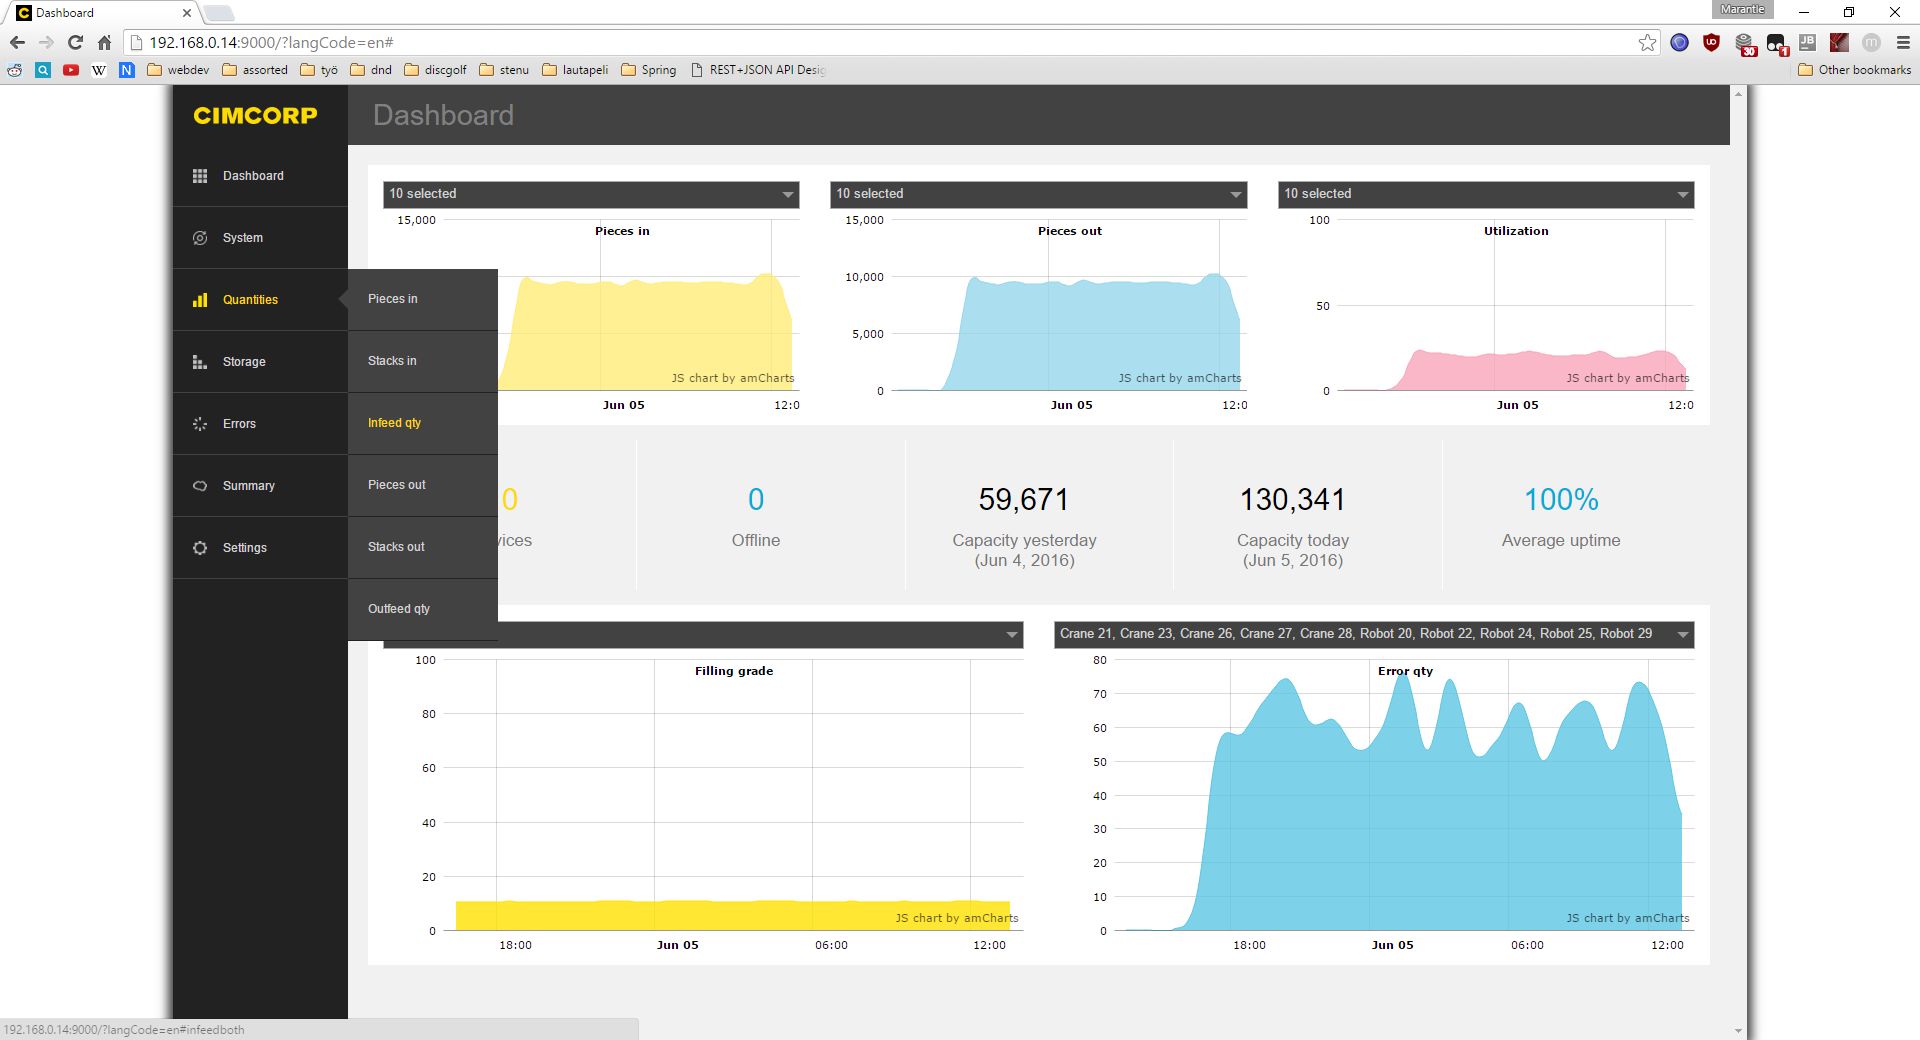 Dashboard
Marantle
192.168.0.14:9000/?langCode=en#
UO
30
1
JB
m
W
N
webdev
assorted
työ
dnd
discgolf
stenu
lautapeli
Spring
REST+JSON API Desig
Other bookmarks
CIMCORP
Dashboard
Dashboard
System
Quantities
Storage
Errors
Summary
Settings
Pieces in
Stacks in
Infeed qty
Pieces out
Stacks out
Outfeed qty
10 selected
15,000
Pieces in
JS chart by amCharts
Jun 05
12:0
10 selected
15,000
10,000
5,000
0
Pieces out
JS chart by amCharts
Jun 05
12:0
10 selected
100
50
0
Utilization
JS chart by amCharts
Jun 05
12:0
0
vices
0
Offline
59,671
Capacity yesterday
(Jun 4, 2016)
130,341
Capacity today
(Jun 5, 2016)
100%
Average uptime
100
80
60
40
20
0
Filling grade
JS chart by amCharts
18:00
Jun 05
06:00
12:00
Crane 21, Crane 23, Crane 26, Crane 27, Crane 28, Robot 20, Robot 22, Robot 24, Robot 25, Robot 29
80
70
60
50
40
30
20
10
0
Error qty
JS chart by amCharts
18:00
Jun 05
06:00
12:00
192.168.0.14:9000/?langCode=en#infeedboth